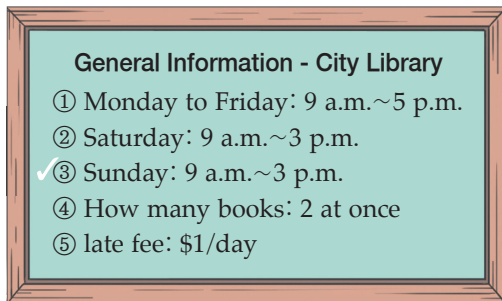 General Information - City Library
① Monday to Friday: 9 a.m.~5 p.m.
② Saturday: 9 a.m.~3 p.m.
③ Sunday: 9 a.m.~3 p.m.
④ How many books: 2 at once
⑤ late fee: $1/day